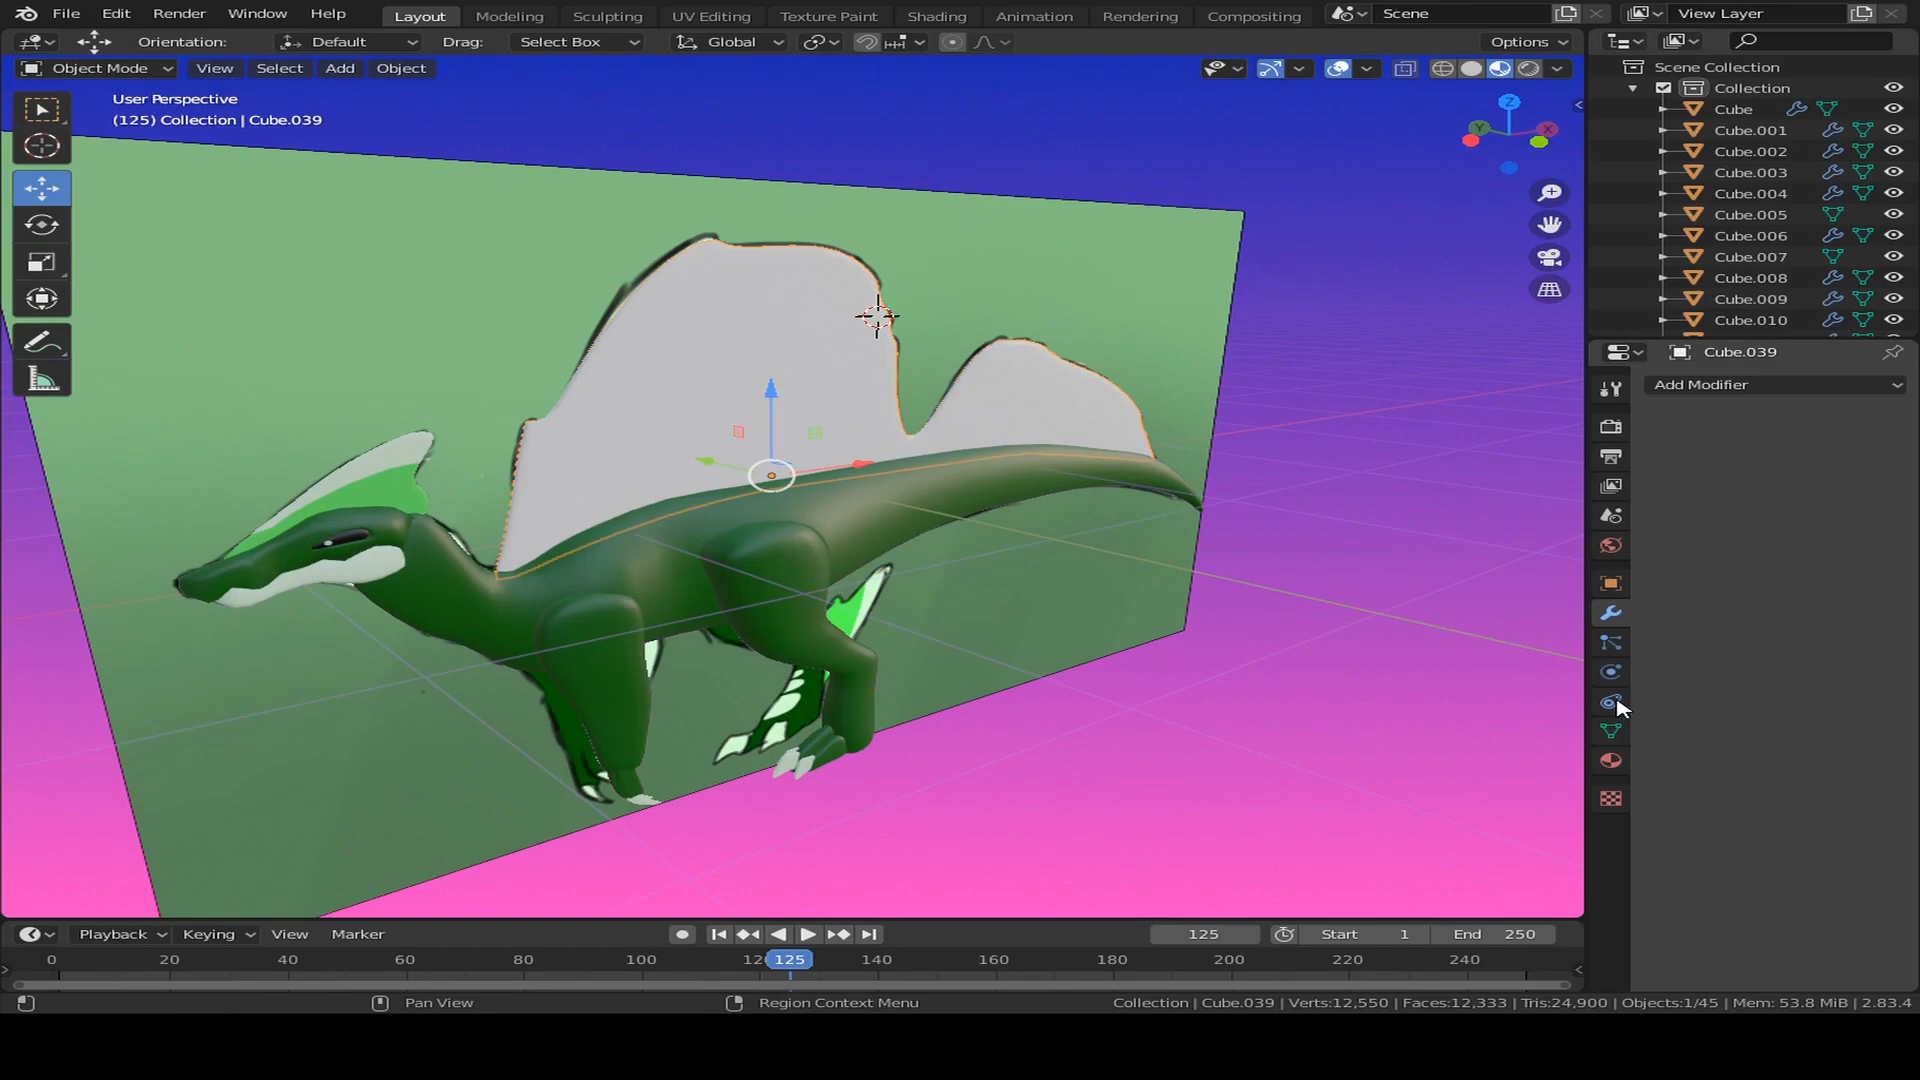 File Edit Render Window Help Layout Modeling Sculpting UV Editing Texture Paint Shading Animation Rendering Compositing Scene View Layer
Orientation: Default Drag: Select Box Global Options
Object Mode View Select Add Object
User Perspective
(125) Collection | Cube.039
Z
Y
X
Scene Collection
Collection
Cube
Cube.001
Cube.002
Cube.003
Cube.004
Cube.005
Cube.006
Cube.007
Cube.008
Cube.009
Cube.010
Cube.039
Add Modifier
Playback Keying View Marker 125 Start 1 End 250
0 20 40 60 80 100 125 140 160 180 200 220 240
Pan View Region Context Menu Collection | Cube.039 | Verts:12,550 | Faces:12,333 | Tris:24,900 | Objects:1/45 | Mem: 53.8 MiB | 2.83.4